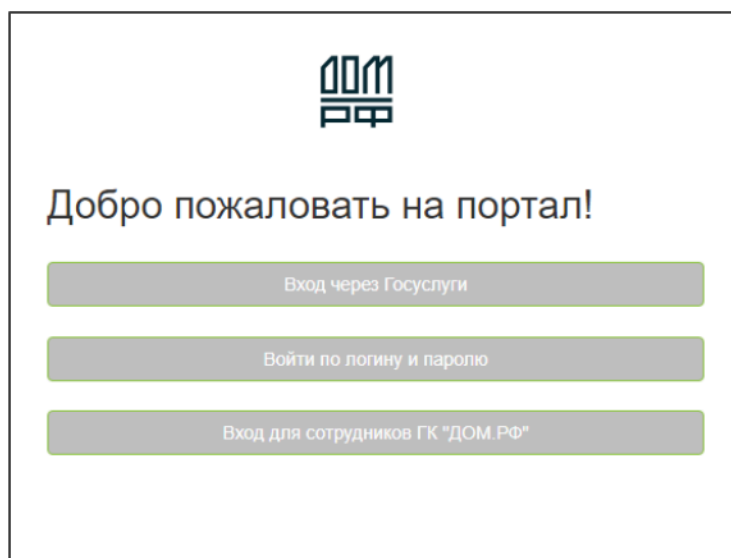 ДОМ
РФ
Добро пожаловать на портал!
Вход через Госуслуги
Войти по логину и паролю
Вход для сотрудников ГК "ДОМ.РФ"